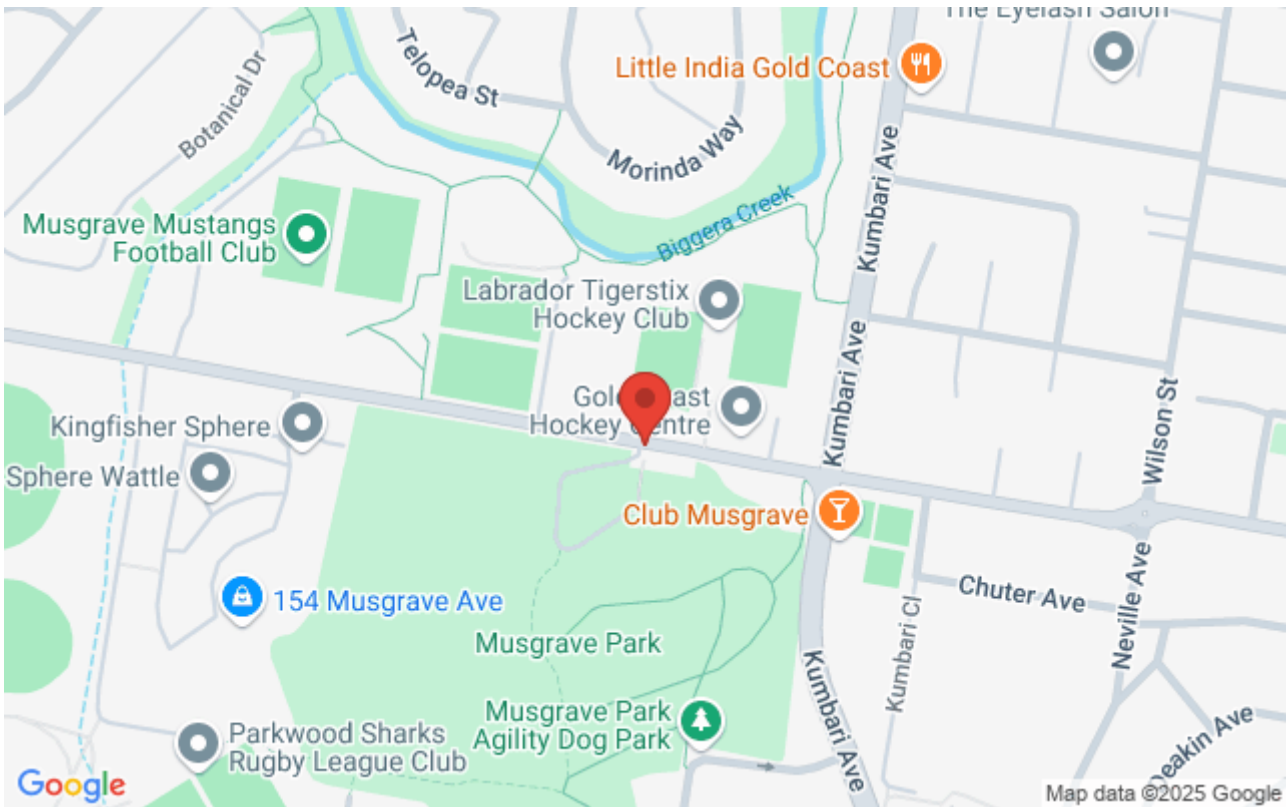 The Eyelash Salon
Little India Gold Coast
Telopea St
Botanical Dr
Morinda Way
Kumbari Ave
Biggera Creek
Musgrave Mustangs
Football Club
Labrador Tigerstix
Hockey Club
Kumbari Ave
Hockey Centre
Kingfisher Sphere
Sphere Wattle
Wilson St
Club Musgrave
154 Musgrave Ave
Chuter Ave
Neville Ave
Kumbari Cl
Musgrave Park
Kumbari Ave
Musgrave Park
Agility Dog Park
Parkwood Sharks
Rugby League Club
Deakin Ave
Google
Map data ©2025 Google